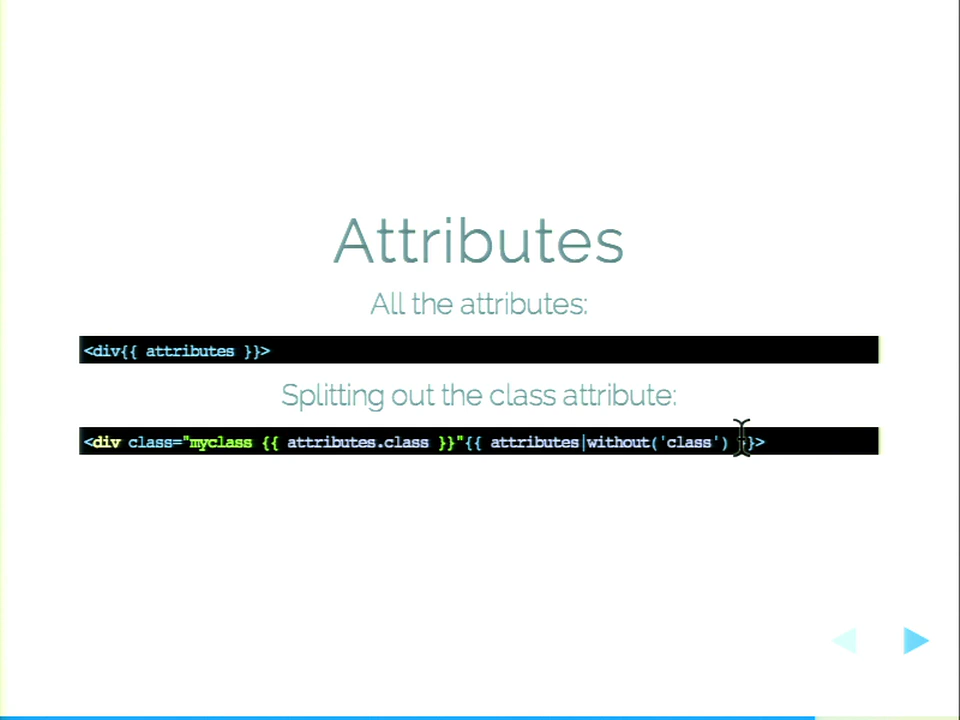 Attributes
All the attributes:
<div{{ attributes }}>
Splitting out the class attribute:
<div class="myclass {{ attributes.class }}"{{ attributes|without('class') }}>